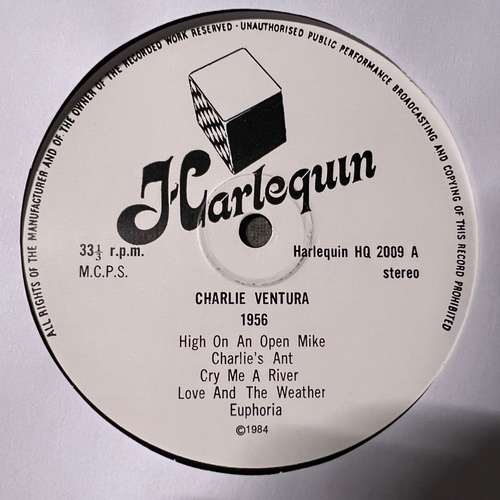 ALL RIGHTS OF THE MANUFACTURER AND OF THE OWNER OF THE RECORDED WORK RESERVED · UNAUTHORISED PUBLIC PERFORMANCE BROADCASTING AND COPYING OF THIS RECORD PROHIBITED
Harlequin
33⅓ r.p.m.
M.C.P.S.
Harlequin HQ 2009 A
stereo
CHARLIE VENTURA
1956
High On An Open Mike
Charlie's Ant
Cry Me A River
Love And The Weather
Euphoria
©1984